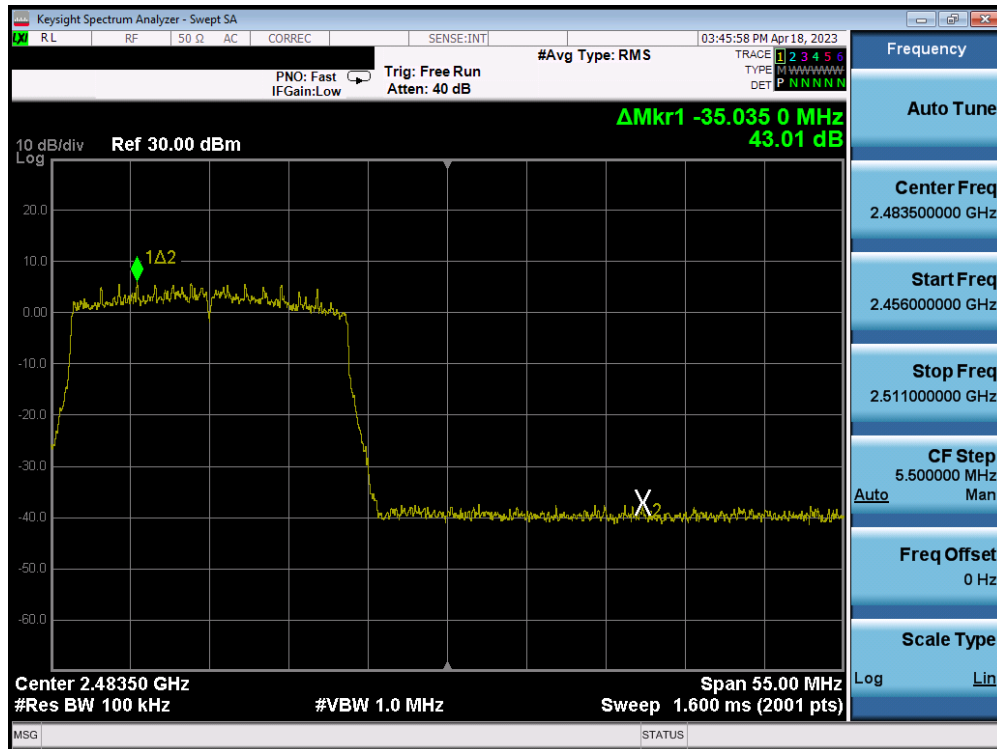 Keysight Spectrum Analyzer - Swept SA
LXI RL RF 50 Ω AC CORREC SENSE:INT 03:45:58 PM Apr 18, 2023
PNO: Fast
IFGain:Low
Trig: Free Run
Atten: 40 dB
#Avg Type: RMS
TRACE 1 2 3 4 5 6
TYPE M WWWWW
DET P N N N N N
ΔMkr1 -35.035 0 MHz
43.01 dB
10 dB/div Ref 30.00 dBm
Log
20.0
10.0
0.00
-10.0
-20.0
-30.0
-40.0
-50.0
-60.0
1Δ2
2
Center 2.48350 GHz Span 55.00 MHz
#Res BW 100 kHz #VBW 1.0 MHz Sweep 1.600 ms (2001 pts)
MSG STATUS
Frequency
Auto Tune
Center Freq
2.483500000 GHz
Start Freq
2.456000000 GHz
Stop Freq
2.511000000 GHz
CF Step
5.500000 MHz
Auto Man
Freq Offset
0 Hz
Scale Type
Log Lin